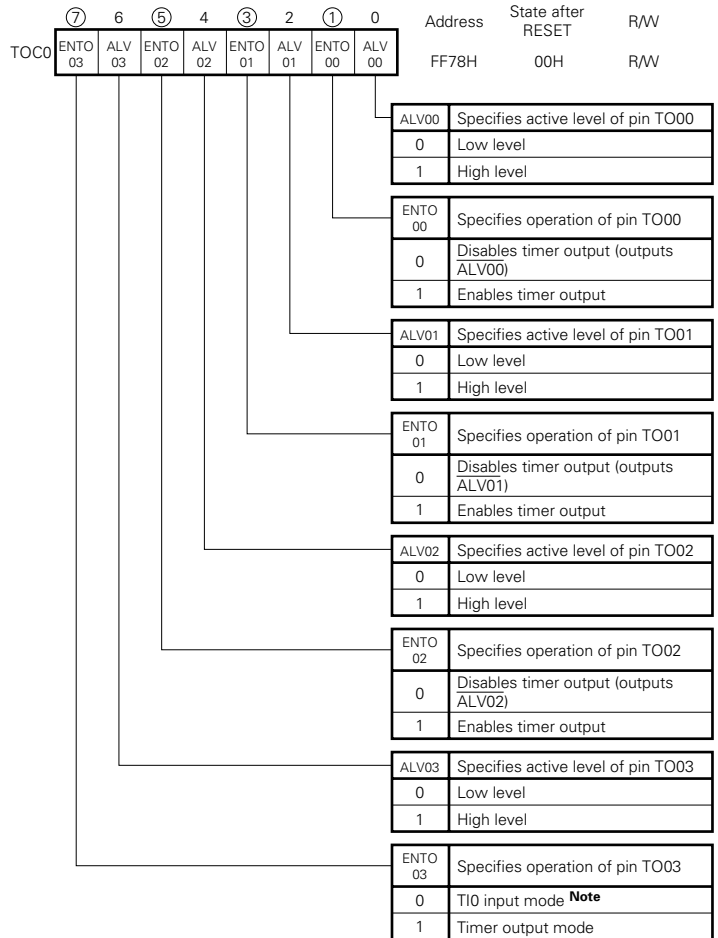 ⑦ 6 ⑤ 4 ③ 2 ① 0 Address State after RESET R/W
TOC0 ENTO 03 ALV 03 ENTO 02 ALV 02 ENTO 01 ALV 01 ENTO 00 ALV 00 FF78H 00H R/W
ALV00 Specifies active level of pin TO00
0 Low level
1 High level
ENTO 00 Specifies operation of pin TO00
0 Disables timer output (outputs
ALV00)
1 Enables timer output
ALV01 Specifies active level of pin TO01
0 Low level
1 High level
ENTO 01 Specifies operation of pin TO01
0 Disables timer output (outputs
ALV01)
1 Enables timer output
ALV02 Specifies active level of pin TO02
0 Low level
1 High level
ENTO 02 Specifies operation of pin TO02
0 Disables timer output (outputs
ALV02)
1 Enables timer output
ALV03 Specifies active level of pin TO03
0 Low level
1 High level
ENTO 03 Specifies operation of pin TO03
0 TI0 input mode Note
1 Timer output mode